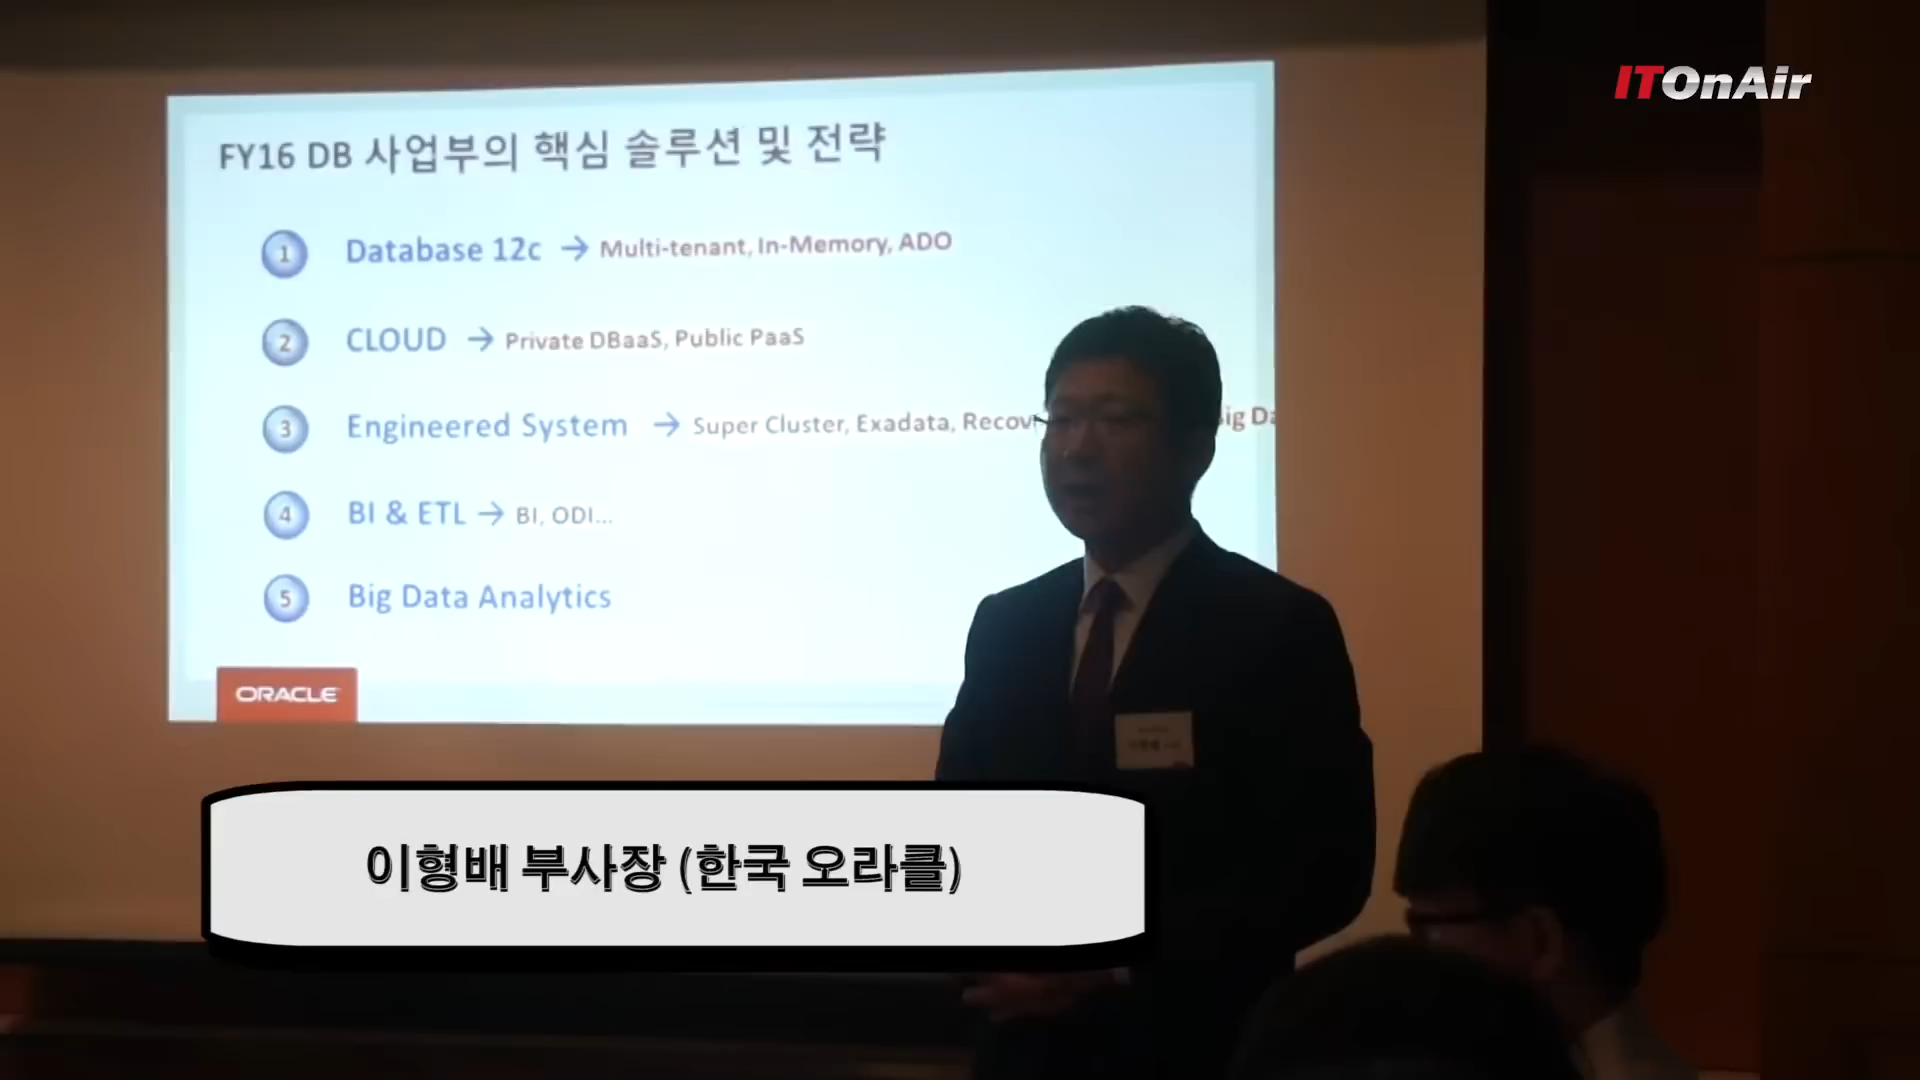 ITOnAir
FY16 DB 사업부의 핵심 솔루션 및 전략
1 Database 12c → Multi-tenant, In-Memory, ADO
2 CLOUD → Private DBaaS, Public PaaS
3 Engineered System → Super Cluster, Exadata,
4 BI & ETL → BI, ODI...
5 Big Data Analytics
ORACLE
이형배 부사장 (한국 오라클)